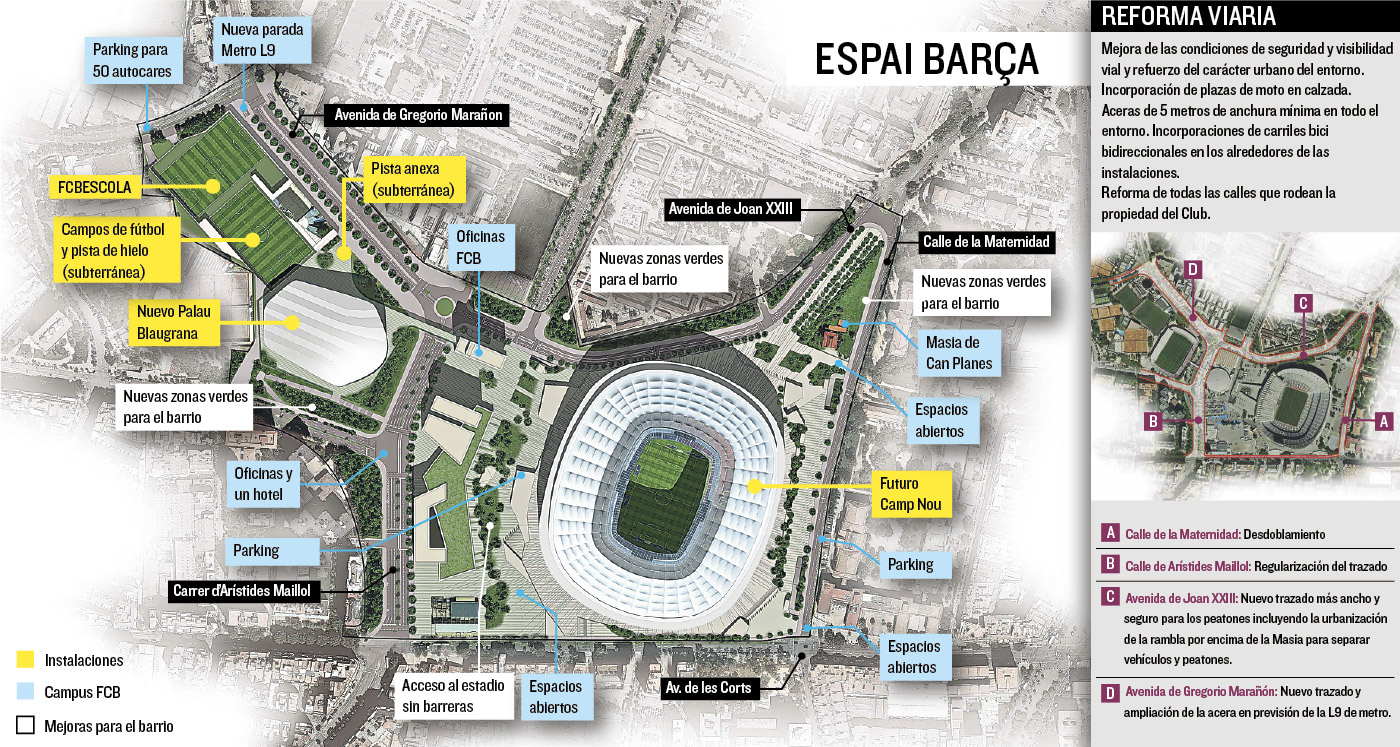 ESPAI BARÇA
Parking para
50 autocares
Nueva parada
Metro L9
Avenida de Gregorio Marañon
FCBESCOLA
Pista anexa
(subterránea)
Campos de fútbol
y pista de hielo
(subterránea)
Oficinas
FCB
Avenida de Joan XXIII
Calle de la Maternidad
Nuevas zonas verdes
para el barrio
Nuevas zonas verdes
para el barrio
Nuevo Palau
Blaugrana
Masia de
Can Planes
Nuevas zonas verdes
para el barrio
Espacios
abiertos
Oficinas y
un hotel
Futuro
Camp Nou
Parking
Parking
Carrer d'Arístides Maillol
Espacios
abiertos
Acceso al estadio
sin barreras
Espacios
abiertos
Av. de les Corts
Instalaciones
Campus FCB
Mejoras para el barrio
REFORMA VIARIA
Mejora de las condiciones de seguridad y visibilidad
vial y refuerzo del carácter urbano del entorno.
Incorporación de plazas de moto en calzada.
Aceras de 5 metros de anchura mínima en todo el
entorno. Incorporaciones de carriles bici
bidireccionales en los alrededores de las
instalaciones.
Reforma de todas las calles que rodean la
propiedad del Club.
D
C
B
A
A Calle de la Maternidad: Desdoblamiento
B Calle de Arístides Maillol: Regularización del trazado
C Avenida de Joan XXIII: Nuevo trazado más ancho y
seguro para los peatones incluyendo la urbanización
de la rambla por encima de la Masia para separar
vehículos y peatones.
D Avenida de Gregorio Marañón: Nuevo trazado y
ampliación de la acera en previsión de la L9 de metro.